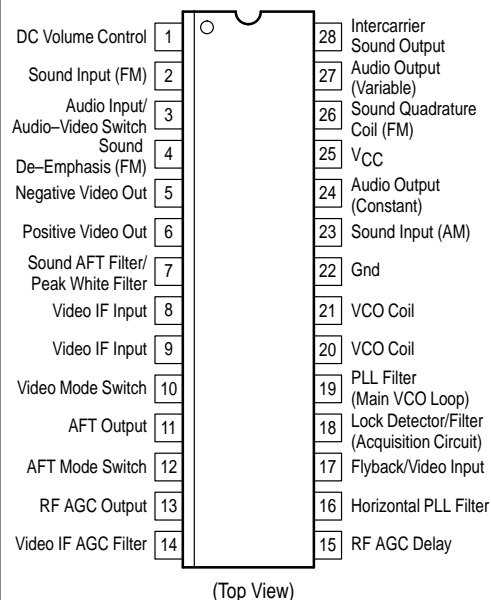 DC Volume Control 1
Sound Input (FM) 2
Audio Input/
Audio–Video Switch 3
Sound
De–Emphasis (FM) 4
Negative Video Out 5
Positive Video Out 6
Sound AFT Filter/
Peak White Filter 7
Video IF Input 8
Video IF Input 9
Video Mode Switch 10
AFT Output 11
AFT Mode Switch 12
RF AGC Output 13
Video IF AGC Filter 14
28 Intercarrier
Sound Output
27 Audio Output
(Variable)
26 Sound Quadrature
Coil (FM)
25 VCC
24 Audio Output
(Constant)
23 Sound Input (AM)
22 Gnd
21 VCO Coil
20 VCO Coil
19 PLL Filter
(Main VCO Loop)
18 Lock Detector/Filter
(Acquisition Circuit)
17 Flyback/Video Input
16 Horizontal PLL Filter
15 RF AGC Delay
(Top View)